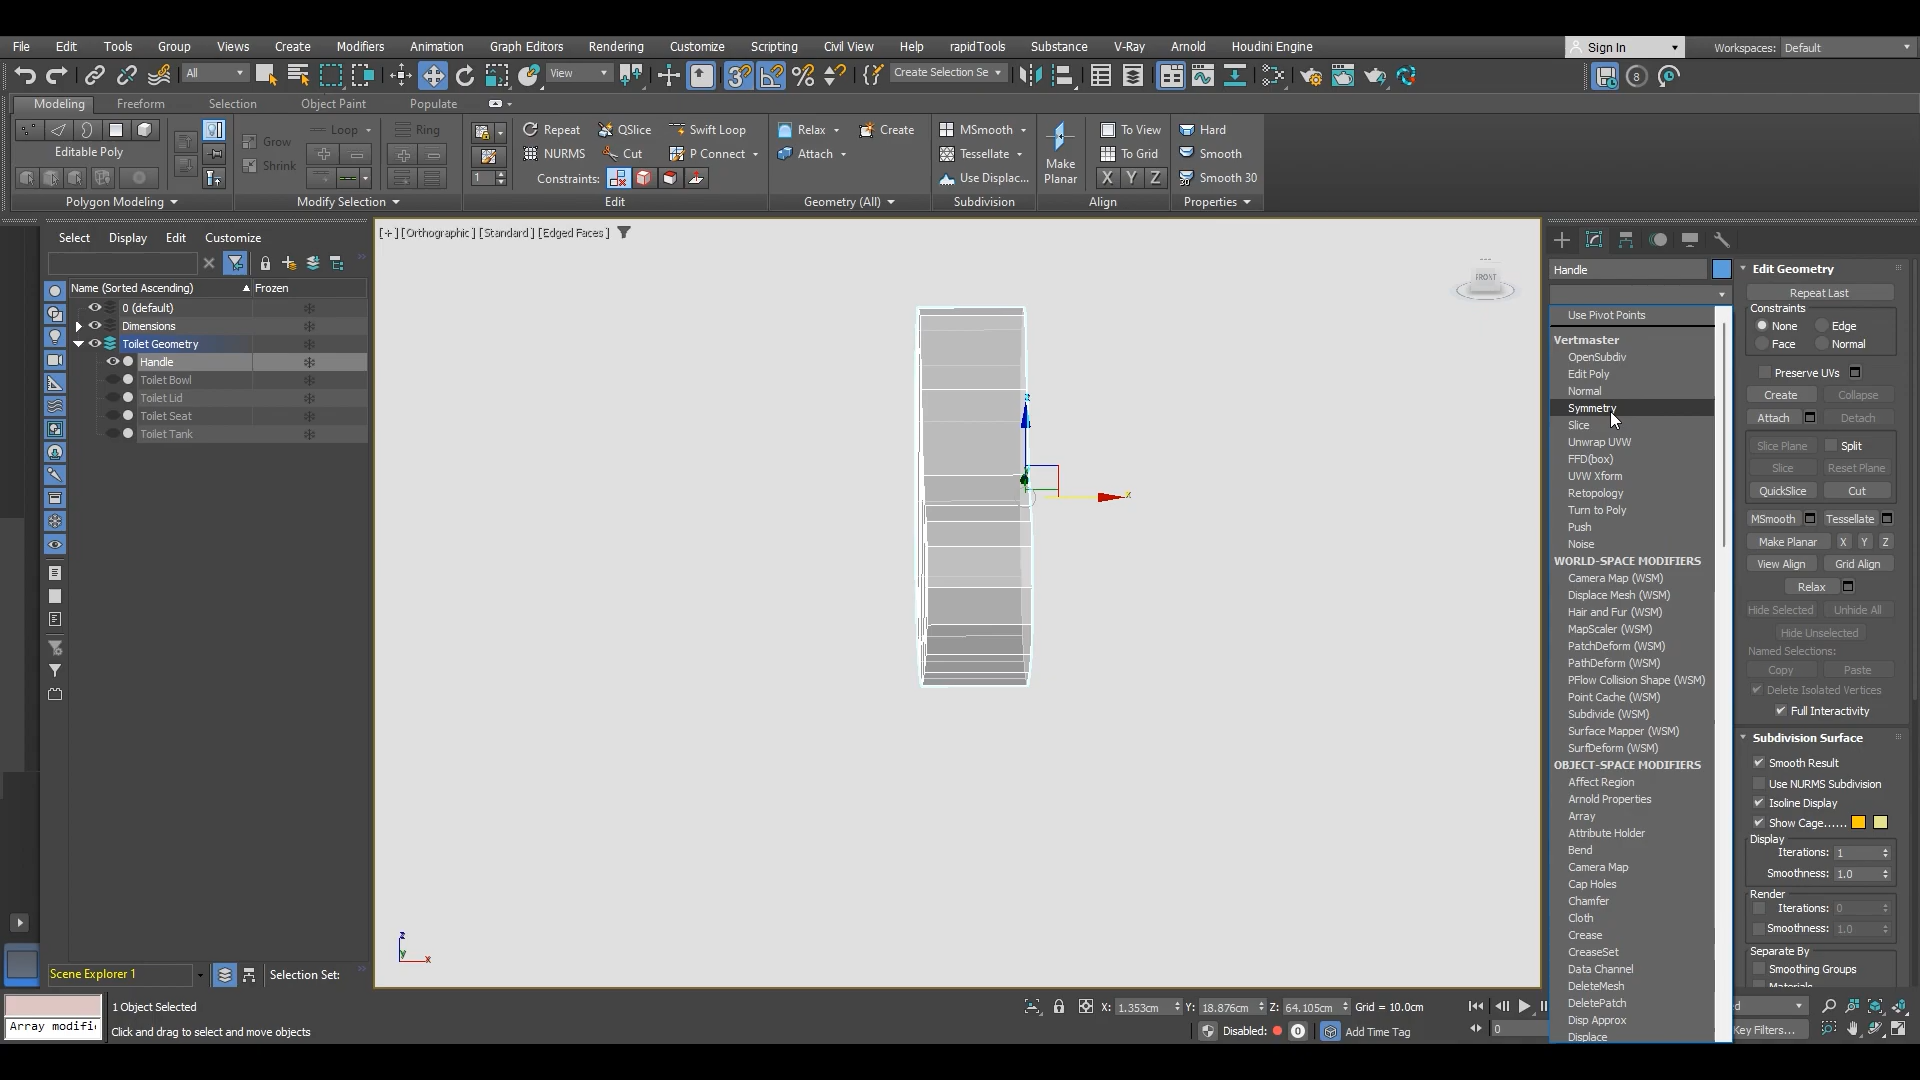 File Edit Tools Group Views Create Modifiers Animation Graph Editors Rendering Customize Scripting Civil View Help rapidTools Substance V-Ray Arnold Houdini Engine Sign In Workspaces: Default
All View Create Selection Se 8
Modeling Freeform Selection Object Paint Populate
Grow Loop Ring Repeat QSlice Swift Loop Relax Create MSmooth To View Hard
Editable Poly NURMS Cut P Connect Attach Tessellate Make Planar To Grid Smooth
Shrink 1 Constraints: Use Displac... X Y Z Smooth 30
Polygon Modeling Modify Selection Edit Geometry (All) Subdivision Align Properties
Select Display Edit Customize
Name (Sorted Ascending) Frozen
0 (default)
Dimensions
Toilet Geometry
Handle
Toilet Bowl
Toilet Lid
Toilet Seat
Toilet Tank
Scene Explorer 1 Selection Set:
[+] [Orthographic] [Standard] [Edged Faces]
FRONT
z
x
z
y
x
Handle
Use Pivot Points
Vertmaster
OpenSubdiv
Edit Poly
Normal
Symmetry
Slice
Unwrap UVW
FFD(box)
UVW Xform
Retopology
Turn to Poly
Push
Noise
WORLD-SPACE MODIFIERS
Camera Map (WSM)
Displace Mesh (WSM)
Hair and Fur (WSM)
MapScaler (WSM)
PatchDeform (WSM)
PathDeform (WSM)
PFlow Collision Shape (WSM)
Point Cache (WSM)
Subdivide (WSM)
Surface Mapper (WSM)
SurfDeform (WSM)
OBJECT-SPACE MODIFIERS
Affect Region
Arnold Properties
Array
Attribute Holder
Bend
Camera Map
Cap Holes
Chamfer
Cloth
Crease
CreaseSet
Data Channel
DeleteMesh
DeletePatch
Disp Approx
Displace
Edit Geometry
Repeat Last
Constraints
None Edge
Face Normal
Preserve UVs
Create Collapse
Attach Detach
Slice Plane Split
Slice Reset Plane
QuickSlice Cut
MSmooth Tessellate
Make Planar X Y Z
View Align Grid Align
Relax
Hide Selected Unhide All
Hide Unselected
Named Selections:
Copy Paste
Delete Isolated Vertices
Full Interactivity
Subdivision Surface
Smooth Result
Use NURMS Subdivision
Isoline Display
Show Cage......
Display
Iterations: 1
Smoothness: 1.0
Render
Iterations: 0
Smoothness: 1.0
Separate By
Smoothing Groups
Materials
1 Object Selected X: 1.353cm Y: 18.876cm Z: 64.105cm Grid = 10.0cm
Array modifi
Click and drag to select and move objects Disabled: 0 Add Time Tag 0 Key Filters...